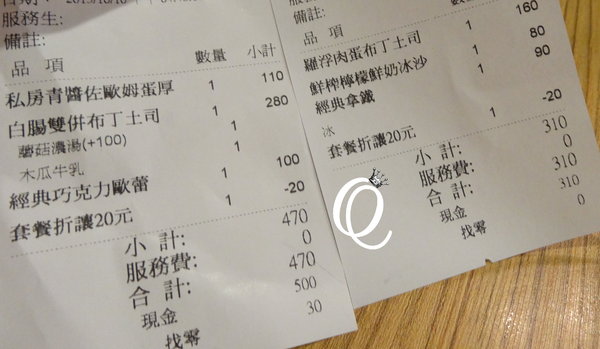 服務生:
備註:
品 項 數量 小計
私房青醬佐歐姆蛋厚 1 110
白腸雙併布丁土司 1 280
蘑菇濃湯(+100) 1
木瓜牛乳 1
經典巧克力歐蕾 1 100
套餐折讓20元 1 -20
小 計: 470
服務費: 0
合 計: 470
現金 500
找零 30
備註:
品 項 數量
羅浮肉蛋布丁土司 1 160
鮮榨檸檬鮮奶冰沙 1 80
經典拿鐵 1 90
冰
套餐折讓20元 1 -20
小 計: 310
服務費: 0
合 計: 310
現金 310
找零 0
Q